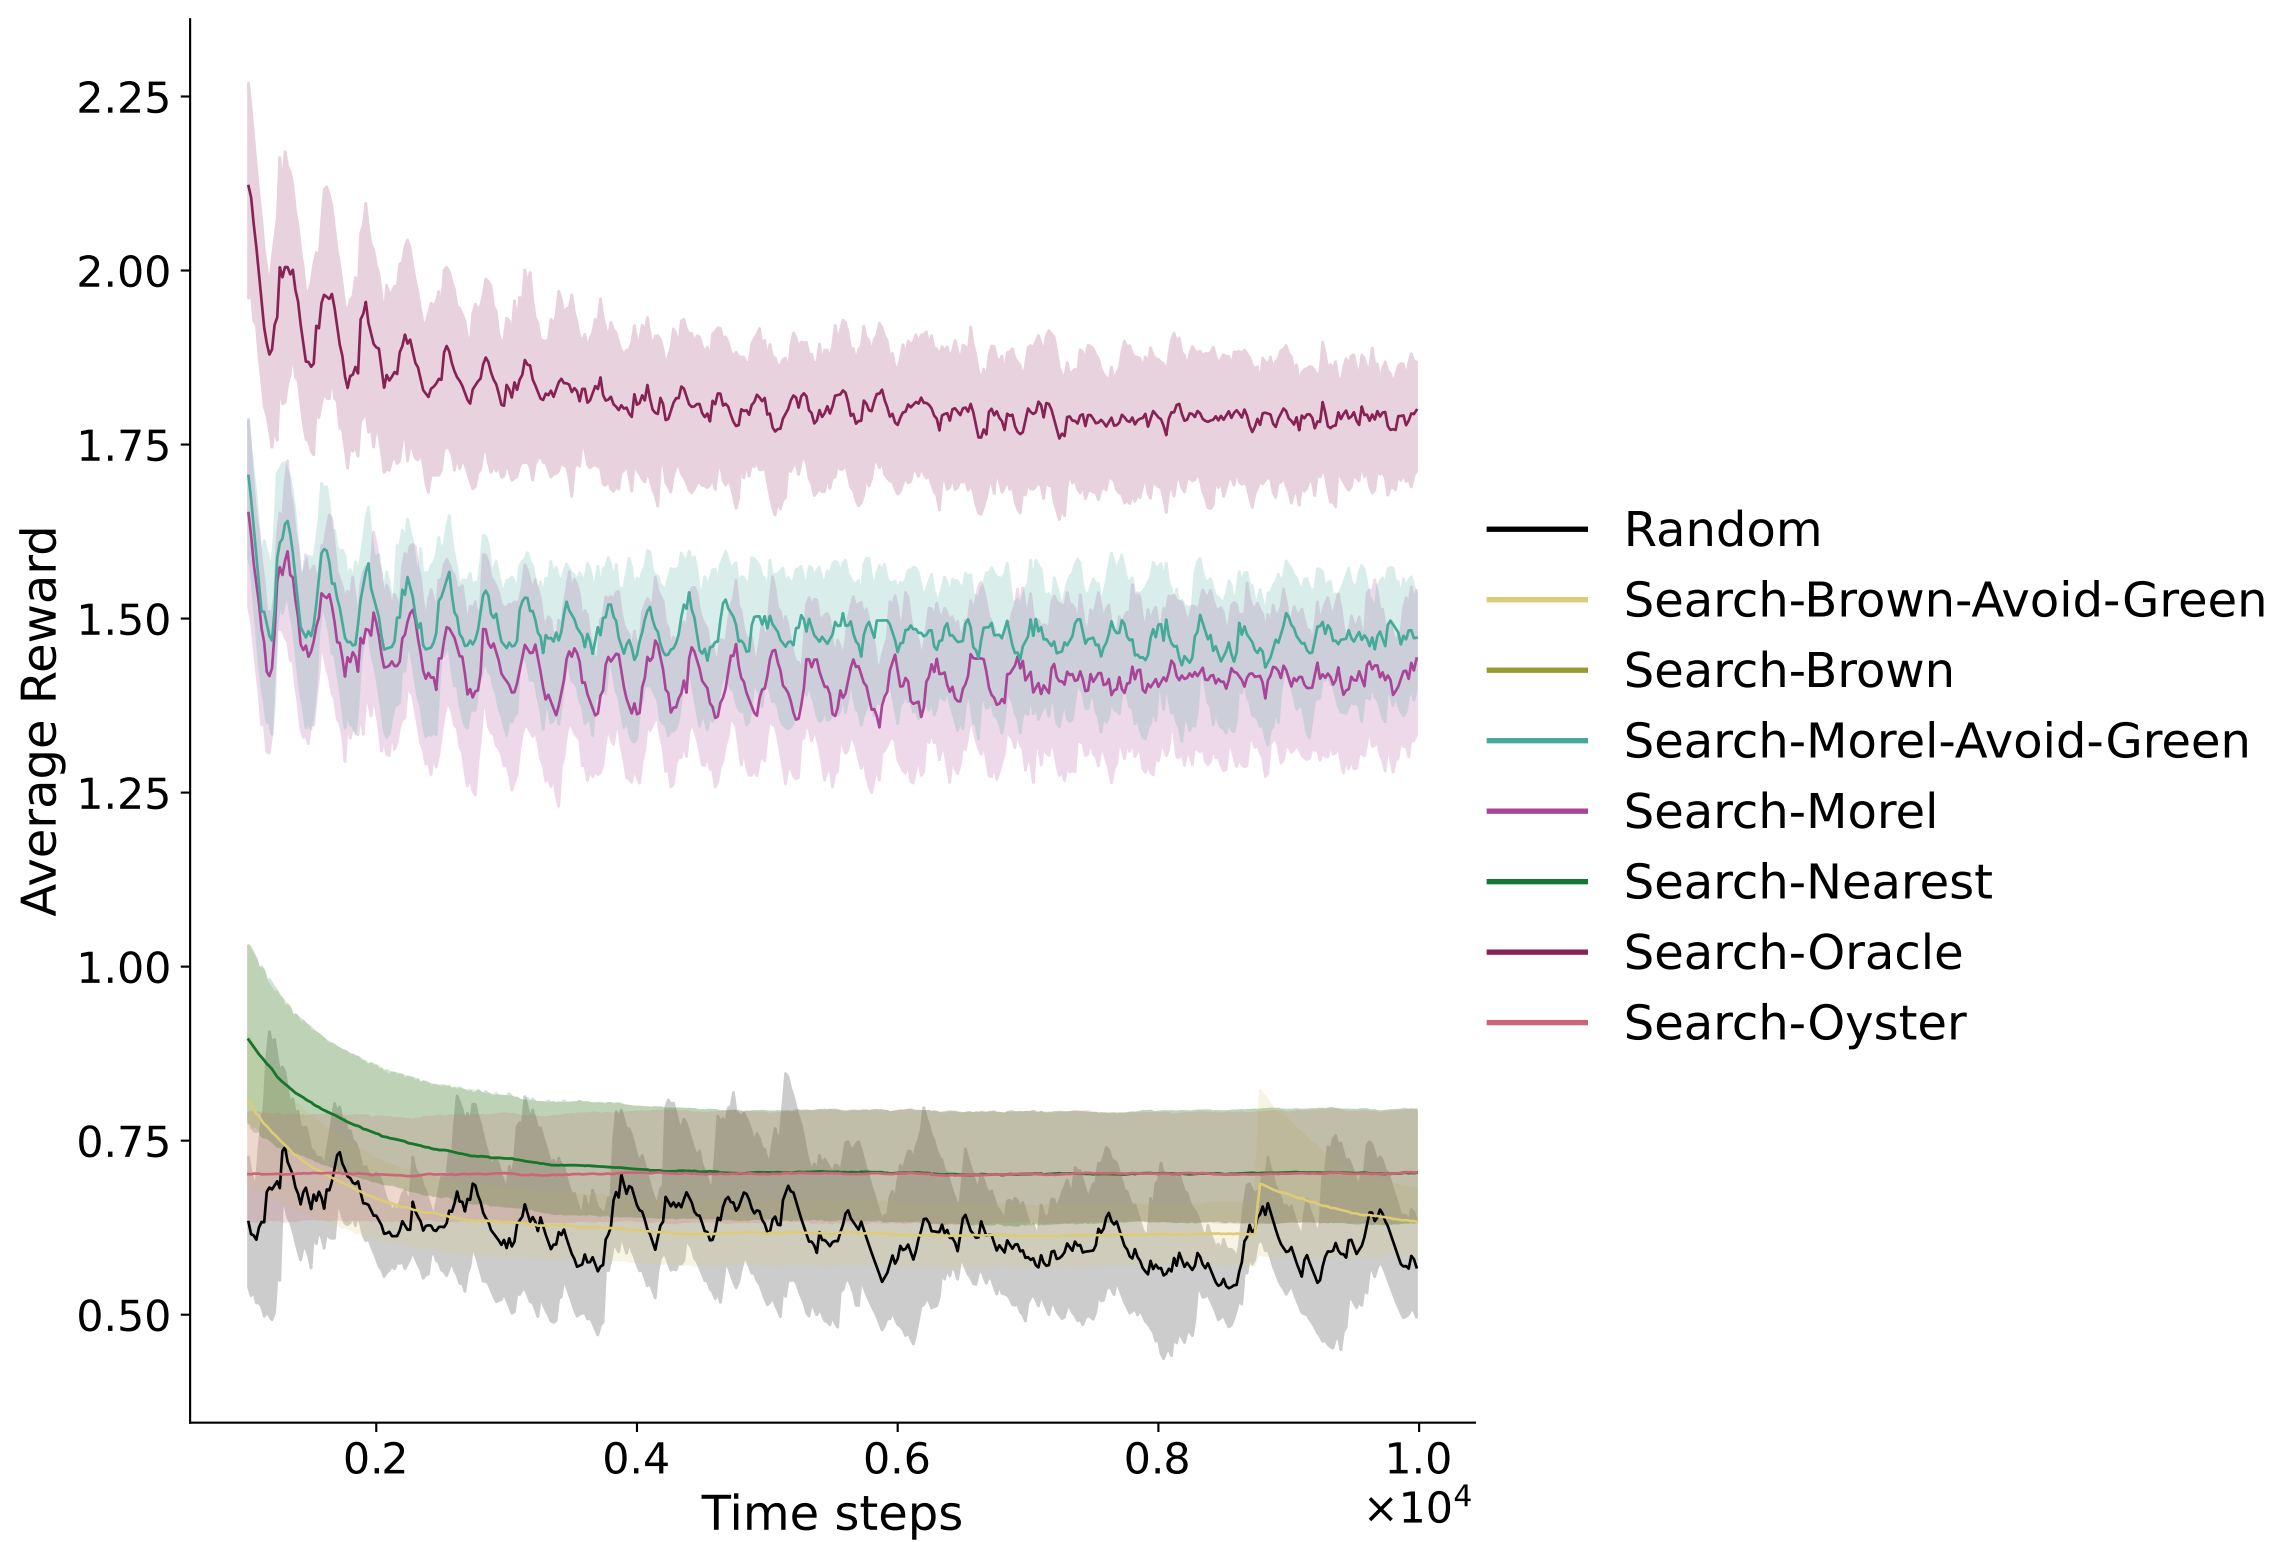 2.25
2.00
1.75
1.50
1.25
1.00
0.75
0.50
Average Reward
0.2 0.4 0.6 0.8 1.0
Time steps
×10⁴
Random
Search-Brown-Avoid-Green
Search-Brown
Search-Morel-Avoid-Green
Search-Morel
Search-Nearest
Search-Oracle
Search-Oyster